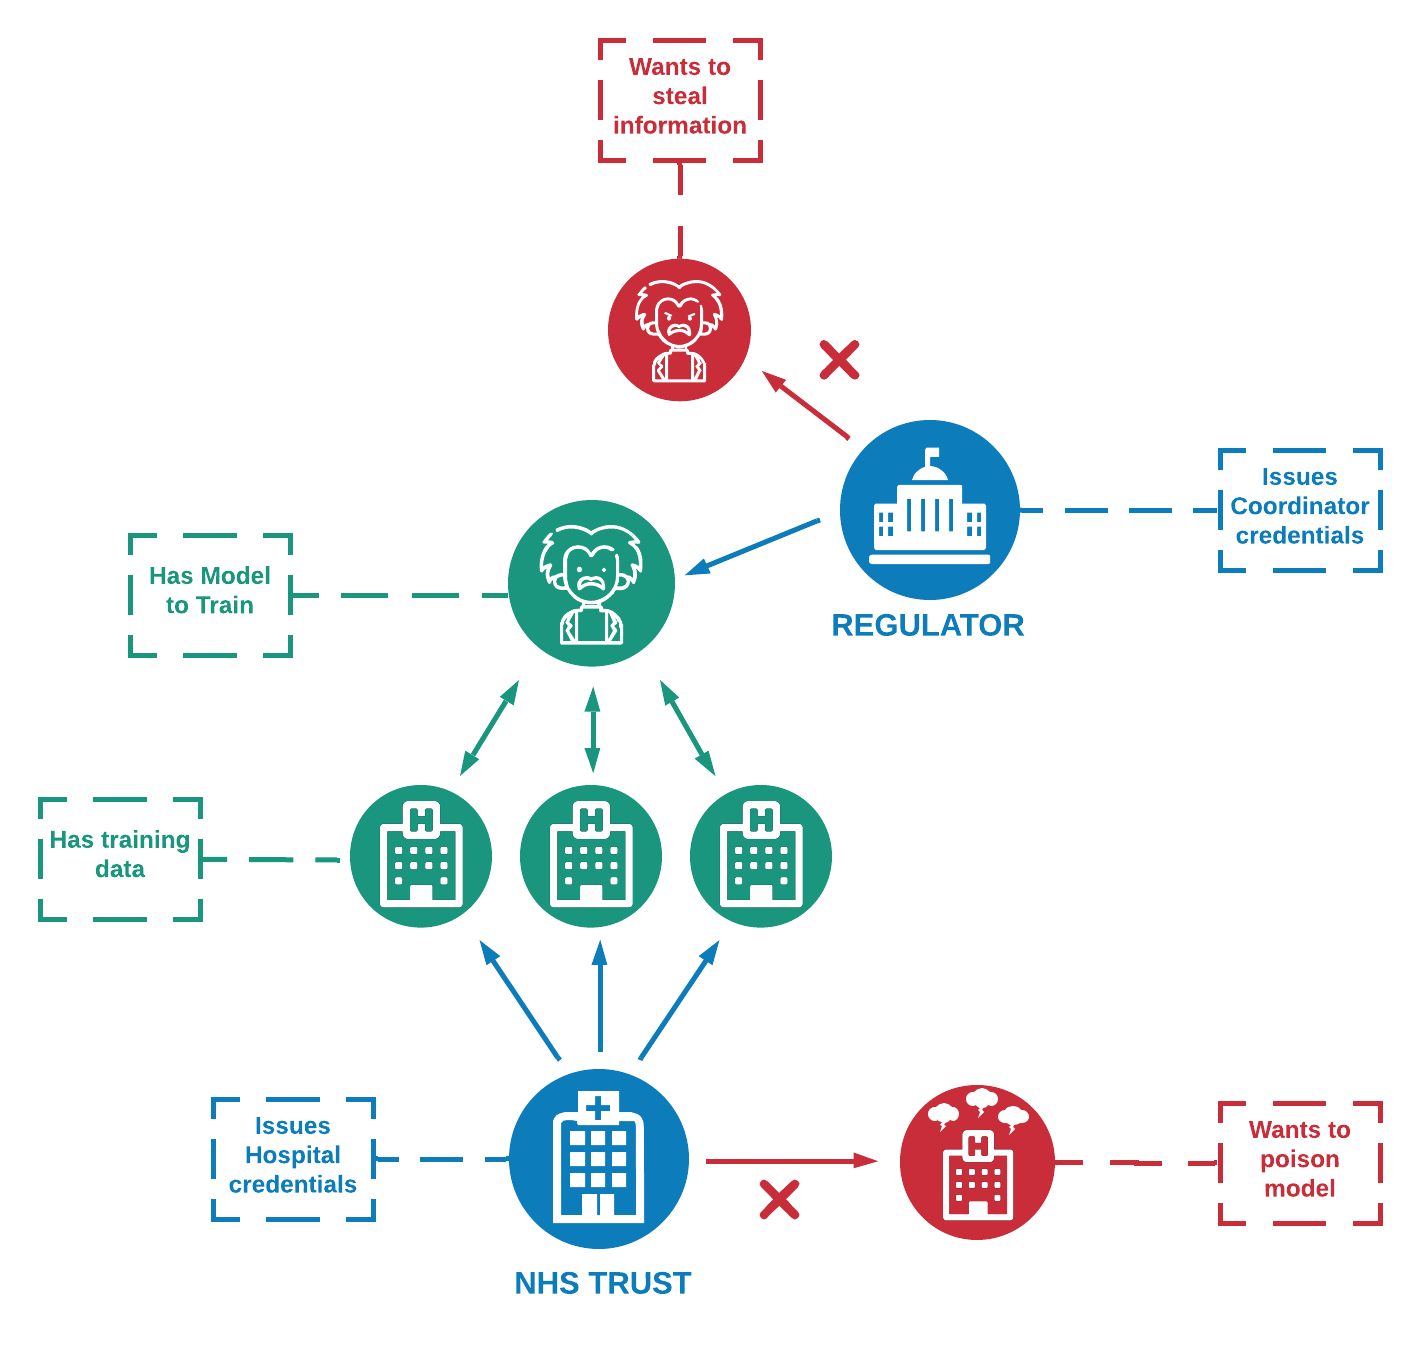 Wants to
steal
information
Issues
Coordinator
credentials
REGULATOR
Has Model
to Train
Has training
data
H
H
H
Issues
Hospital
credentials
NHS TRUST
H
Wants to
poison
model